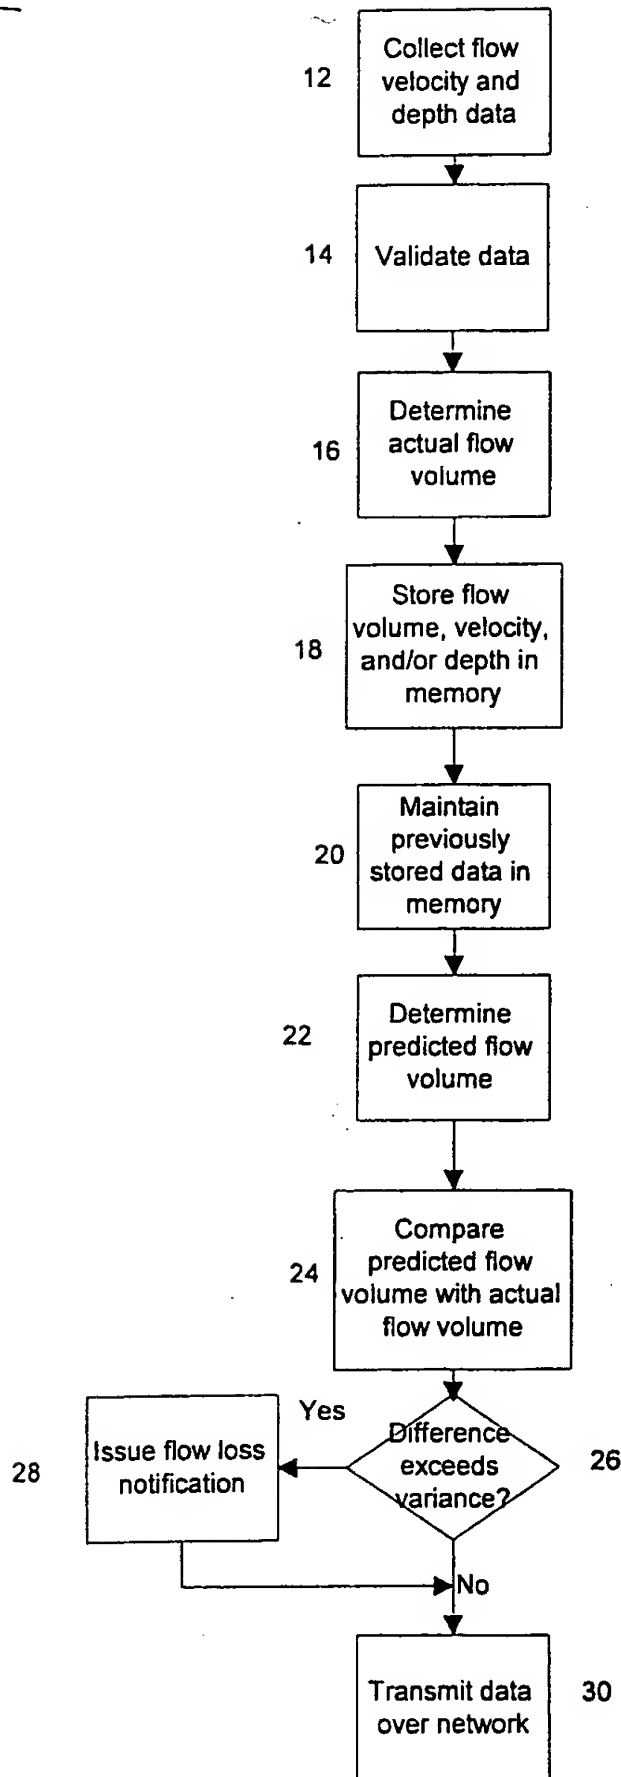 12
Collect flow
velocity and
depth data
14
Validate data
16
Determine
actual flow
volume
18
Store flow
volume, velocity,
and/or depth in
memory
20
Maintain
previously
stored data in
memory
22
Determine
predicted flow
volume
24
Compare
predicted flow
volume with actual
flow volume
Yes
28
Issue flow loss
notification
Difference
exceeds
variance?
26
No
Transmit data
over network
30